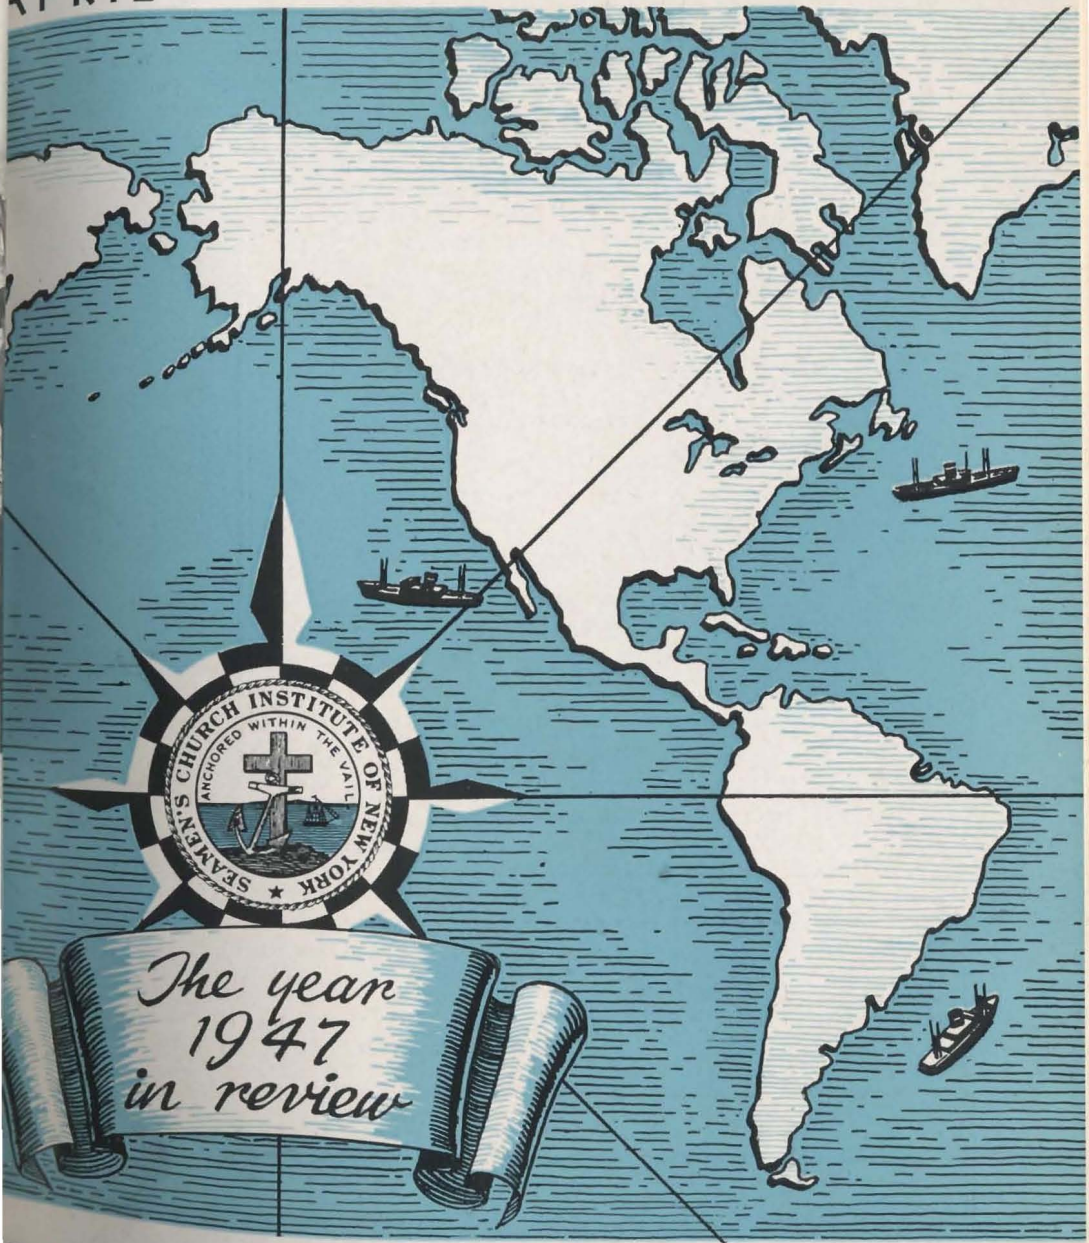 SEAMEN'S CHURCH INSTITUTE OF NEW YORK
ANCHORED WITHIN THE VAIL
The year
1947
in review